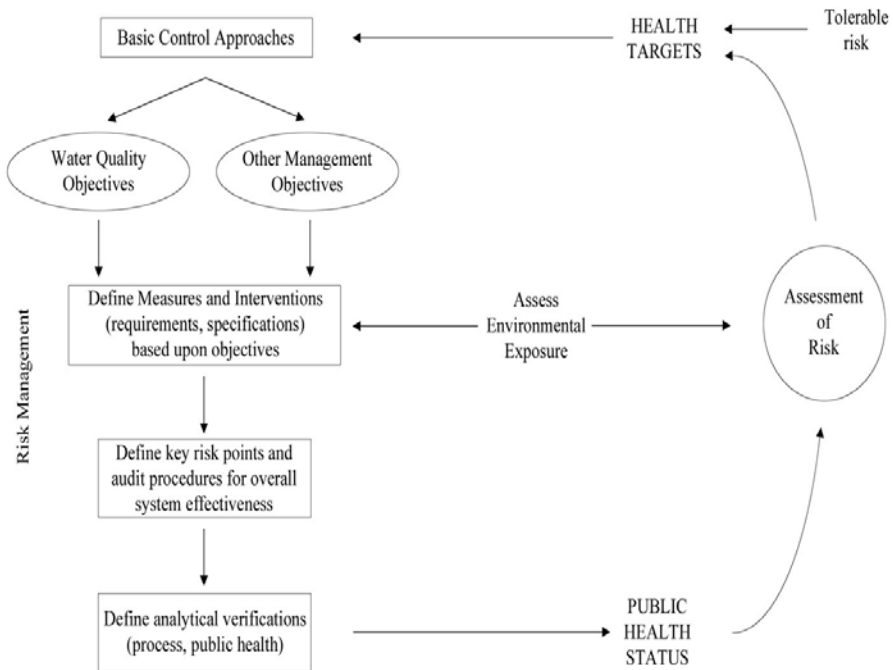 Basic Control Approaches
HEALTH
TARGETS
Tolerable
risk
Water Quality
Objectives
Other Management
Objectives
Define Measures and Interventions
(requirements, specifications)
based upon objectives
Assess
Environmental
Exposure
Assessment
of
Risk
Risk Management
Define key risk points and
audit procedures for overall
system effectiveness
Define analytical verifications
(process, public health)
PUBLIC
HEALTH
STATUS